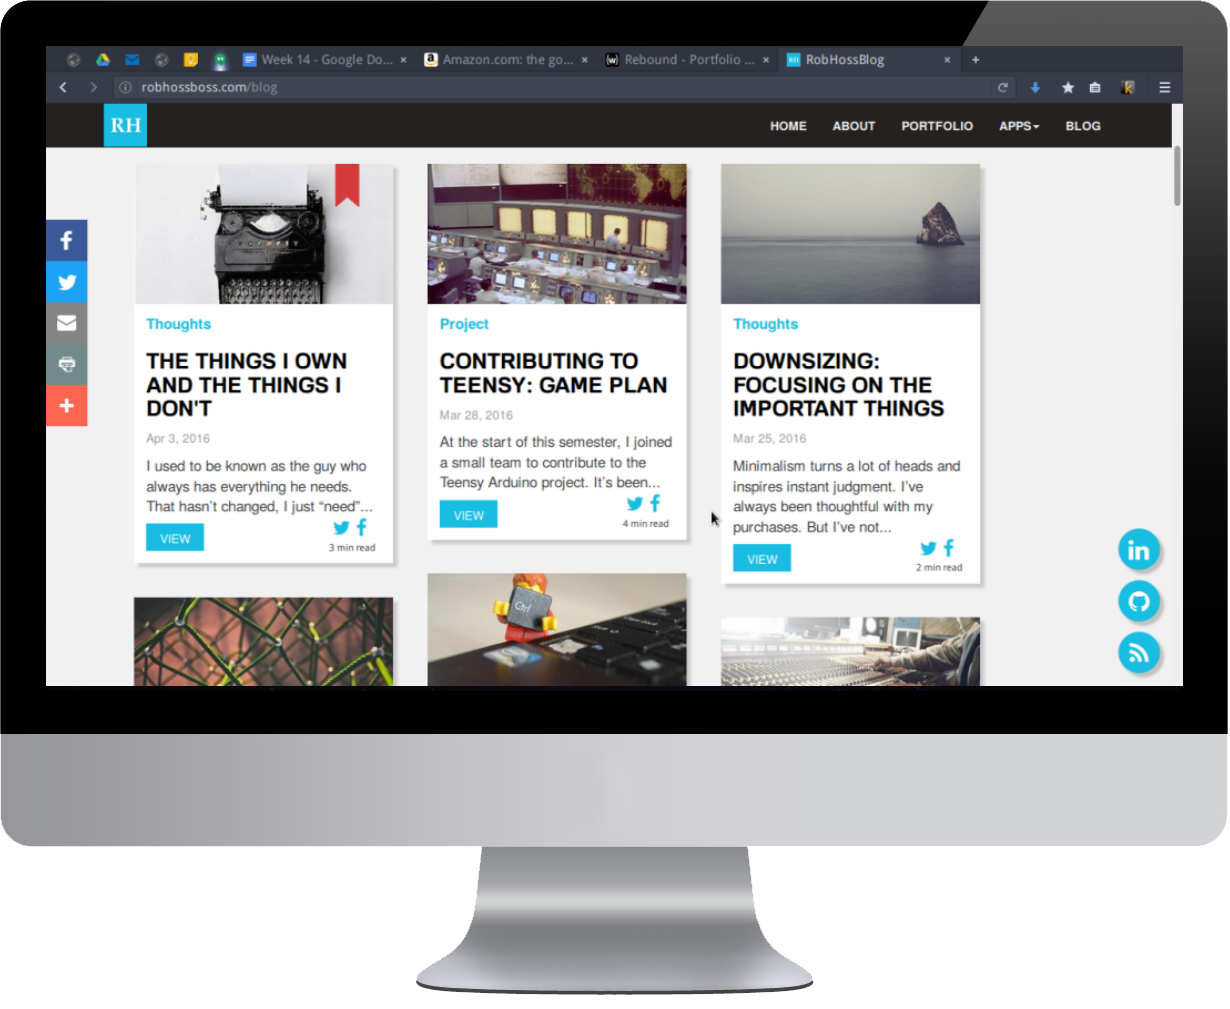 Week 14 - Google Do...
Amazon.com: the go...
Rebound - Portfolio ...
RobHossBlog
robhossboss.com/blog
RH
HOME
ABOUT
PORTFOLIO
APPS
BLOG
Thoughts
THE THINGS I OWN
AND THE THINGS I
DON'T
Apr 3, 2016
I used to be known as the guy who
always has everything he needs.
That hasn't changed, I just “need”...
VIEW
3 min read
Project
CONTRIBUTING TO
TEENSY: GAME PLAN
Mar 28, 2016
At the start of this semester, I joined
a small team to contribute to the
Teensy Arduino project. It's been...
VIEW
4 min read
Thoughts
DOWNSIZING:
FOCUSING ON THE
IMPORTANT THINGS
Mar 25, 2016
Minimalism turns a lot of heads and
inspires instant judgment. I've
always been thoughtful with my
purchases. But I've not...
VIEW
2 min read
Ctrl
in